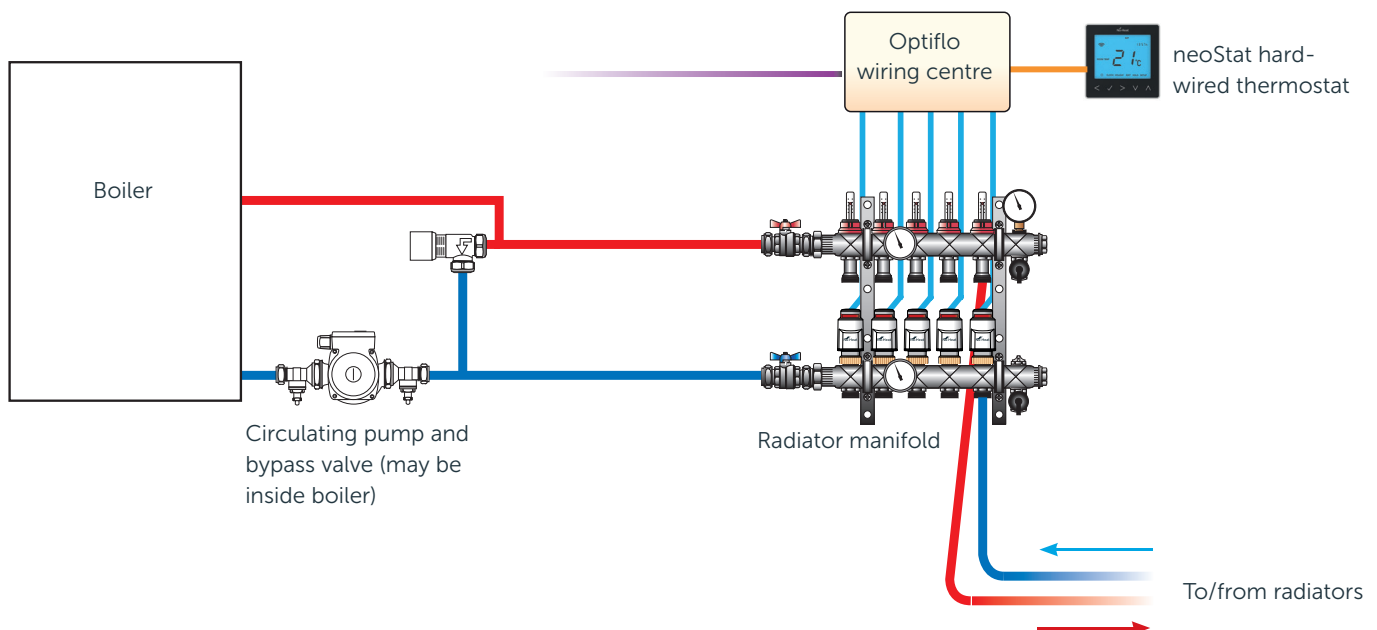 Optiflo
wiring centre
neoStat hard-
wired thermostat
21°c
Boiler
Circulating pump and
bypass valve (may be
inside boiler)
Radiator manifold
To/from radiators